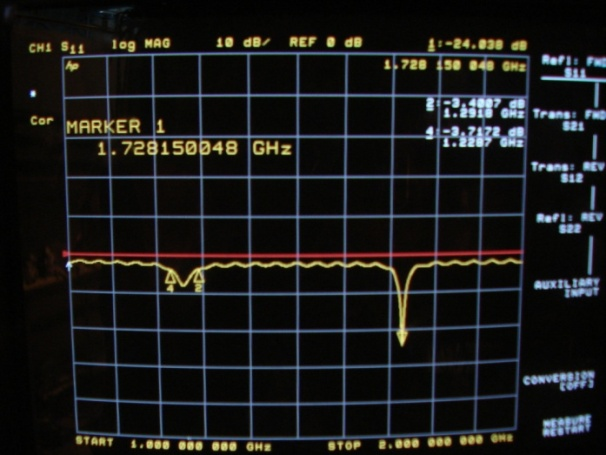 CH1 S11 log MAG 10 dB/ REF 0 dB 1:-24.038 dB
hp 1.728 150 048 GHz
Cor
2:-3.4007 dB
1.2918 GHz
4:-3.7172 dB
1.2287 GHz
MARKER 1
1.728150048 GHz
4 2
START 1.000 000 000 GHz STOP 2.000 000 000 GHz
Refl: FWD
S11
Trans: FWD
S21
Trans: REV
S12
Refl: REV
S22
AUXILIARY
INPUT
CONVERSION
[OFF]
MEASURE
RESTART